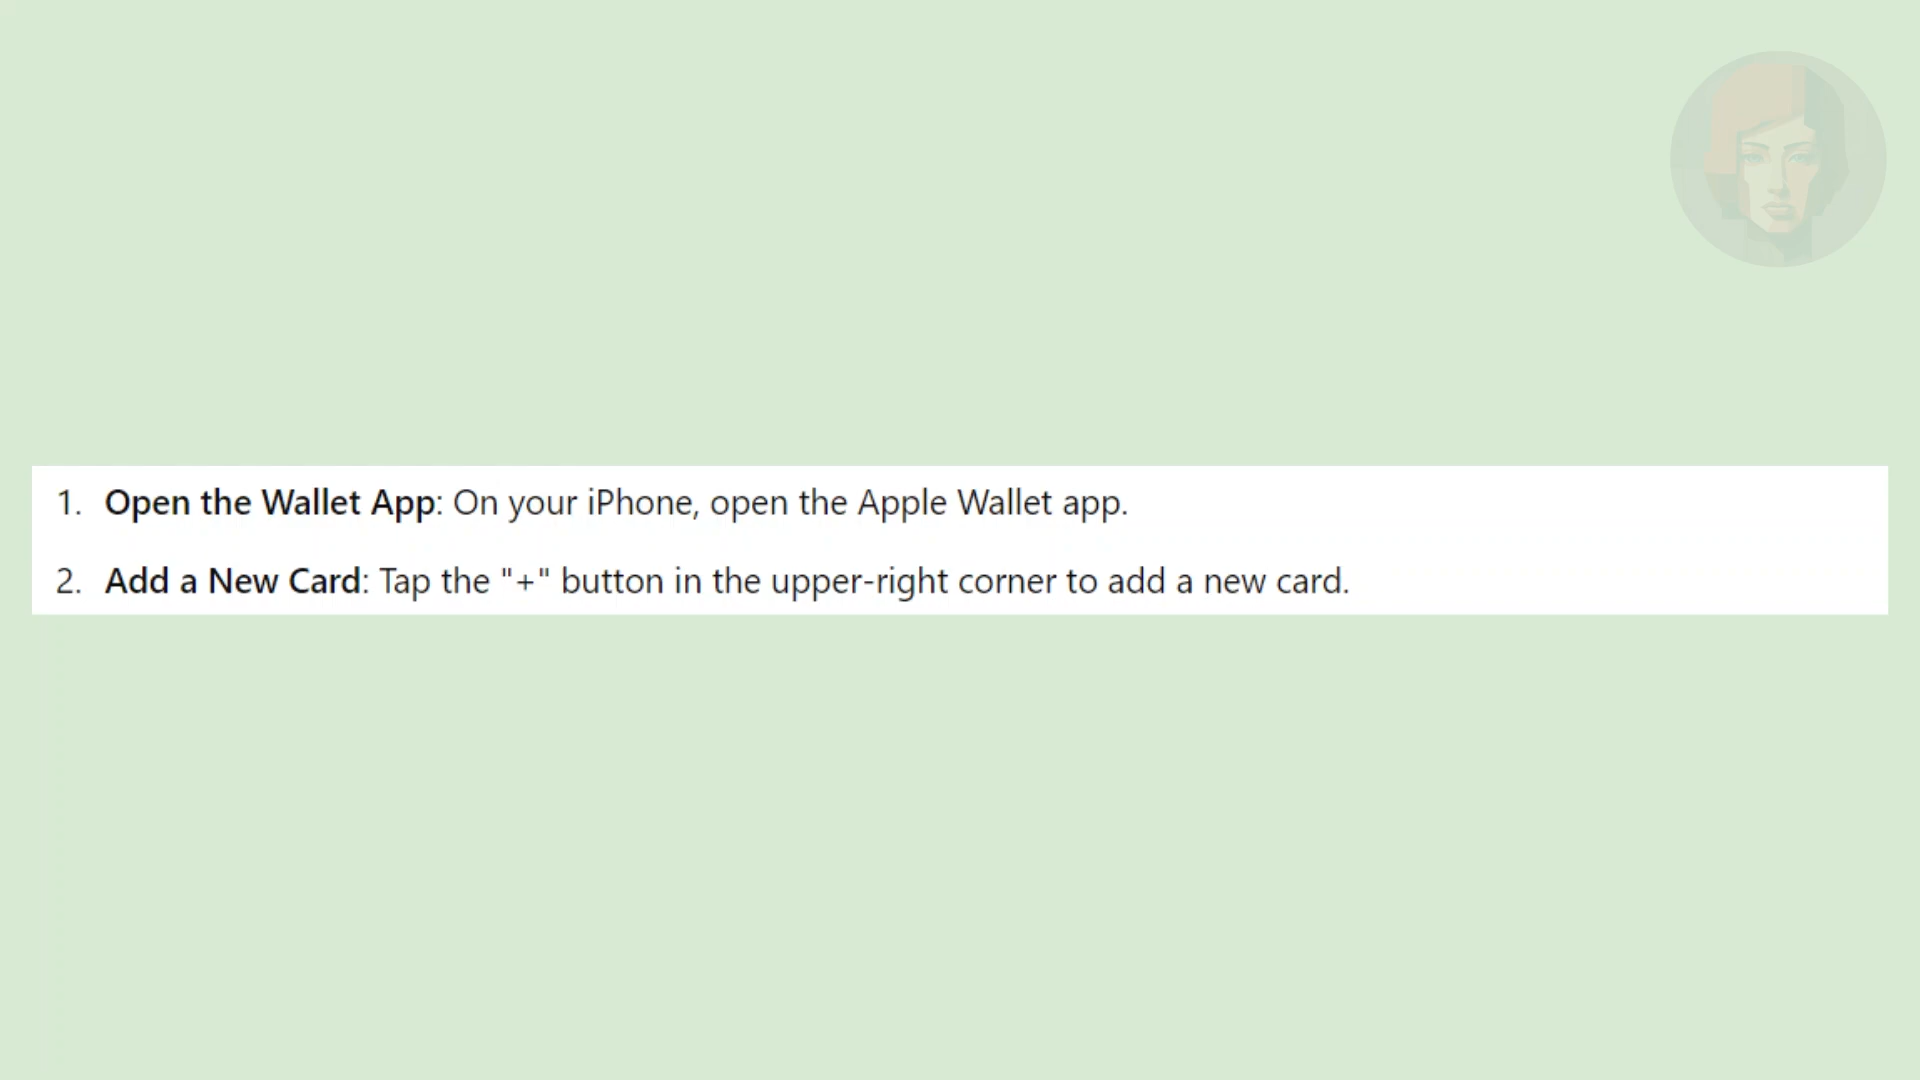 1. Open the Wallet App: On your iPhone, open the Apple Wallet app.
2. Add a New Card: Tap the "+" button in the upper-right corner to add a new card.